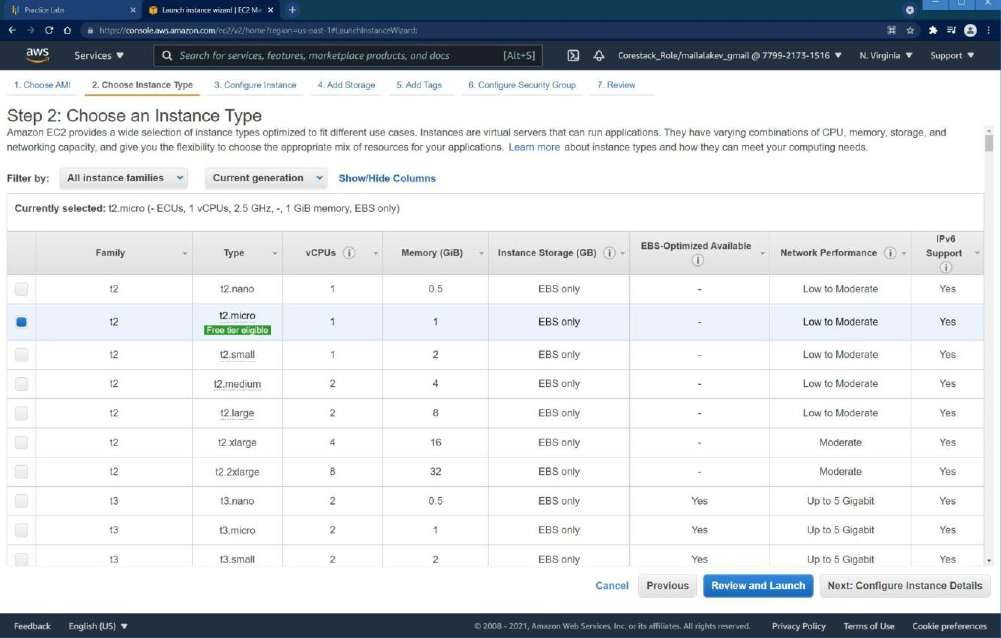 Practice Labs
Launch instance wizard | EC2 Ma
https://console.aws.amazon.com/ec2/v2/home?region=us-east-1#LaunchInstanceWizard:
aws Services Search for services, features, marketplace products, and docs [Alt+S] Corestack_Role/mailalakev_gmail @ 7799-2173-1516 N. Virginia Support
1. Choose AMI 2. Choose Instance Type 3. Configure Instance 4. Add Storage 5. Add Tags 6. Configure Security Group 7. Review
Step 2: Choose an Instance Type
Amazon EC2 provides a wide selection of instance types optimized to fit different use cases. Instances are virtual servers that can run applications. They have varying combinations of CPU, memory, storage, and
networking capacity, and give you the flexibility to choose the appropriate mix of resources for your applications. Learn more about instance types and how they can meet your computing needs.
Filter by: All instance families Current generation Show/Hide Columns
Currently selected: t2.micro (- ECUs, 1 vCPUs, 2.5 GHz, -, 1 GiB memory, EBS only)
Family Type vCPUs Memory (GiB) Instance Storage (GB) EBS-Optimized Available Network Performance IPv6 Support
t2 t2.nano 1 0.5 EBS only - Low to Moderate Yes
t2 t2.micro Free tier eligible 1 1 EBS only - Low to Moderate Yes
t2 t2.small 1 2 EBS only - Low to Moderate Yes
t2 t2.medium 2 4 EBS only - Low to Moderate Yes
t2 t2.large 2 8 EBS only - Low to Moderate Yes
t2 t2.xlarge 4 16 EBS only - Moderate Yes
t2 t2.2xlarge 8 32 EBS only - Moderate Yes
t3 t3.nano 2 0.5 EBS only Yes Up to 5 Gigabit Yes
t3 t3.micro 2 1 EBS only Yes Up to 5 Gigabit Yes
t3 t3.small 2 2 EBS only Yes Up to 5 Gigabit Yes
Cancel Previous Review and Launch Next: Configure Instance Details
Feedback English (US) © 2008 - 2021, Amazon Web Services, Inc. or its affiliates. All rights reserved. Privacy Policy Terms of Use Cookie preferences